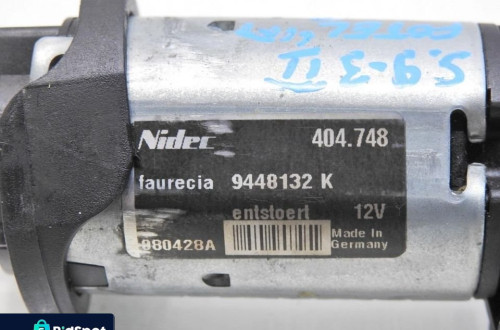 S.9-3 II
Nidec 404.748
faurecia 9448132 K
entstoert 12V
980428A Made In
Germany
BidSpot